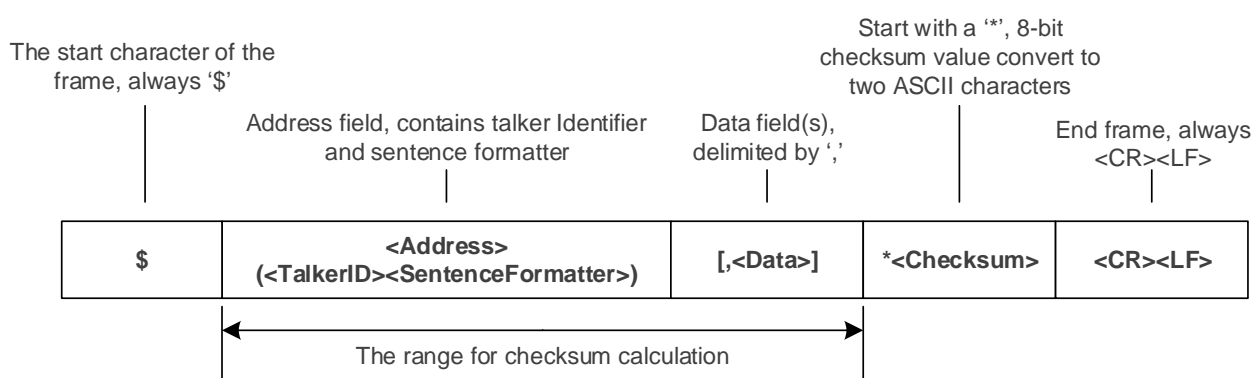 The start character of the
frame, always ‘$’
Address field, contains talker Identifier
and sentence formatter
Data field(s),
delimited by ‘,’
Start with a ‘*’, 8-bit
checksum value convert to
two ASCII characters
End frame, always
<CR><LF>
$
<Address>
(<TalkerID><SentenceFormatter>)
[,<Data>]
*<Checksum>
<CR><LF>
The range for checksum calculation